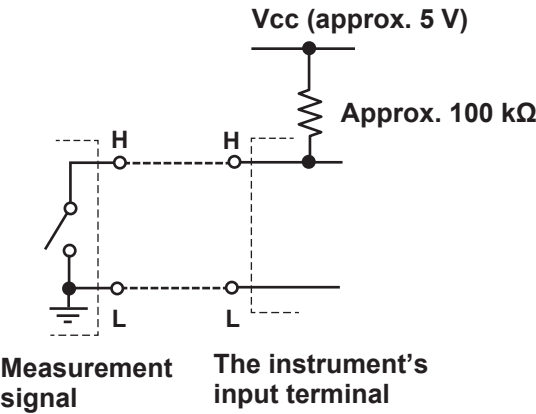 Vcc (approx. 5 V)
Approx. 100 kΩ
H
H
L
L
Measurement
signal
The instrument's
input terminal